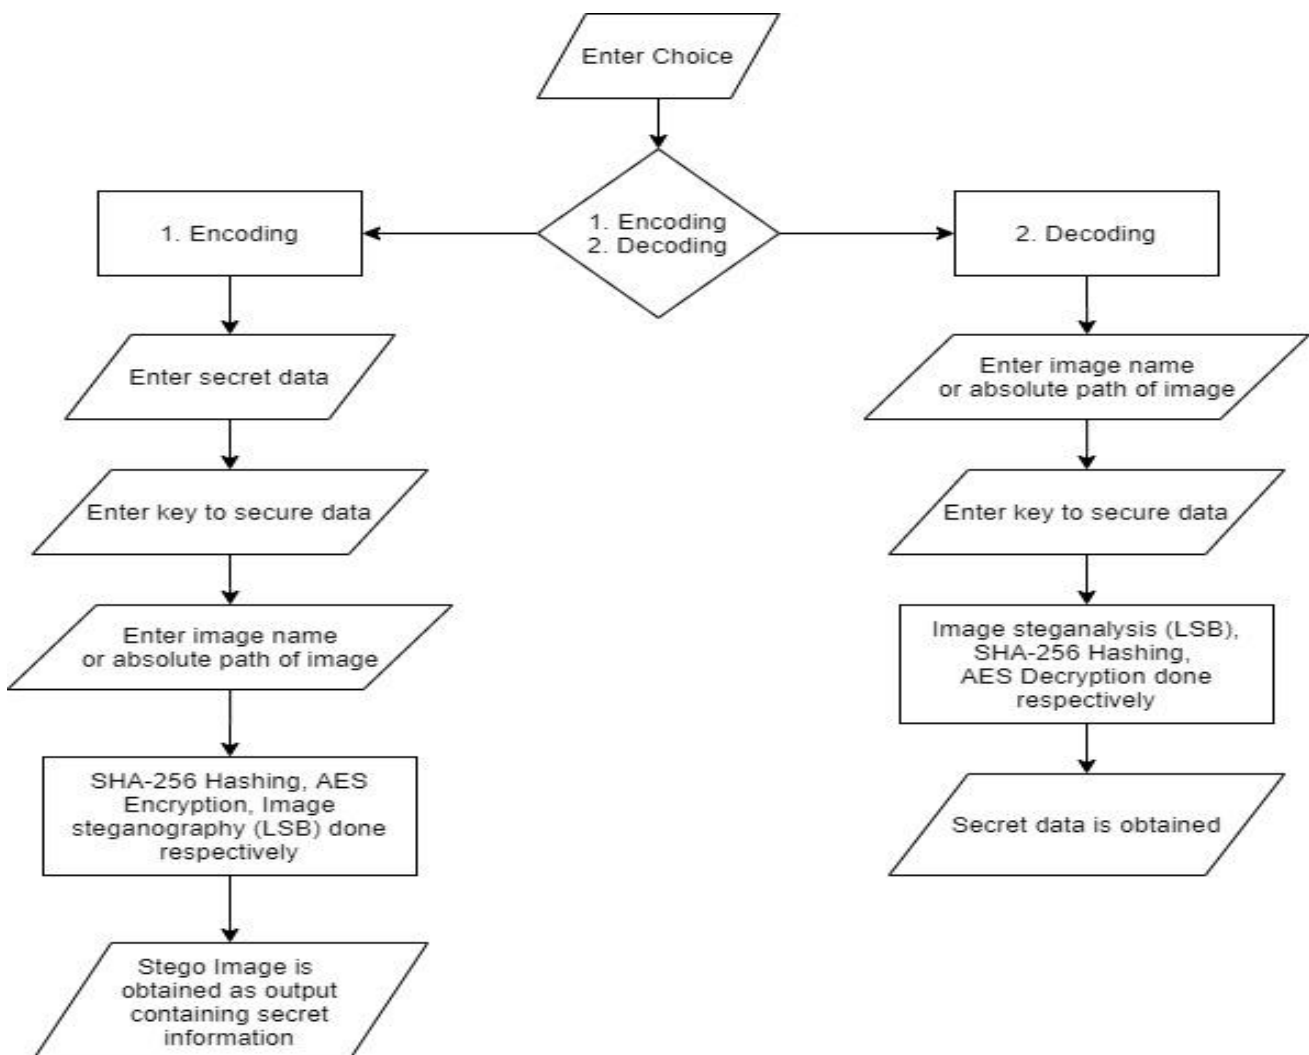 Enter Choice
1. Encoding
2. Decoding
1. Encoding
2. Decoding
Enter secret data
Enter key to secure data
Enter image name
or absolute path of image
SHA-256 Hashing, AES
Encryption, Image
steganography (LSB) done
respectively
Stego Image is
obtained as output
containing secret
information
Enter image name
or absolute path of image
Enter key to secure data
Image steganalysis (LSB),
SHA-256 Hashing,
AES Decryption done
respectively
Secret data is obtained